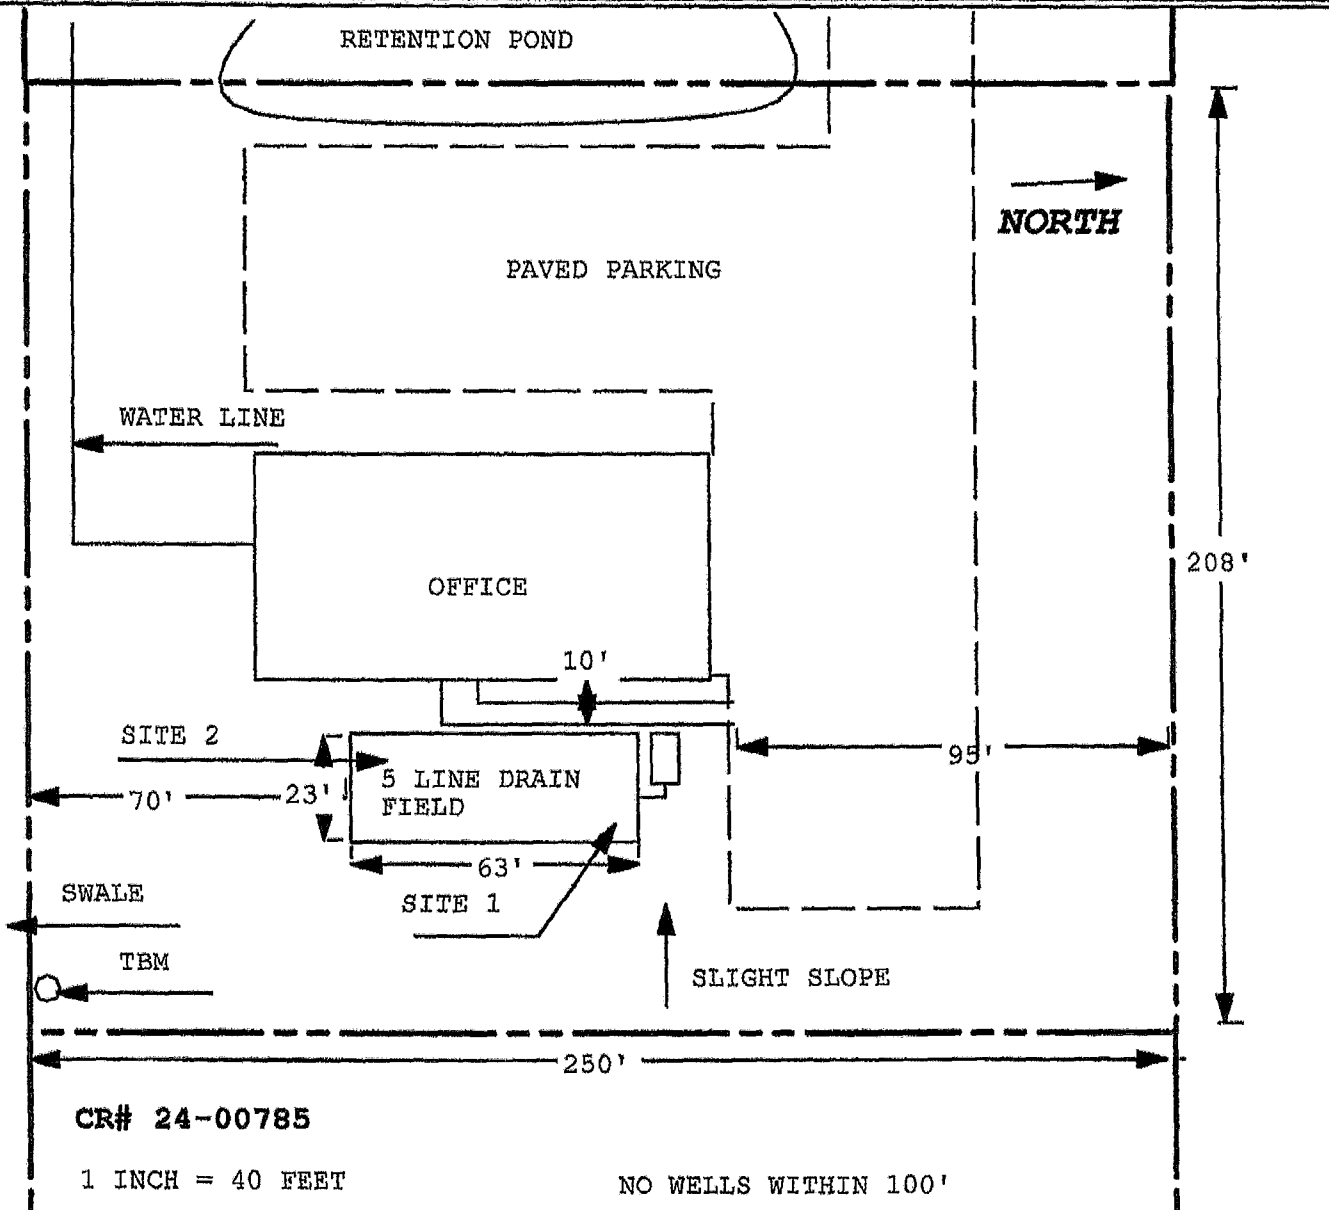 RETENTION POND
NORTH
PAVED PARKING
WATER LINE
208'
OFFICE
10'
SITE 2
95'
5 LINE DRAIN
FIELD
70'
23'
63'
SWALE
SITE 1
TBM
SLIGHT SLOPE
250'
CR# 24-00785
1 INCH = 40 FEET
NO WELLS WITHIN 100'